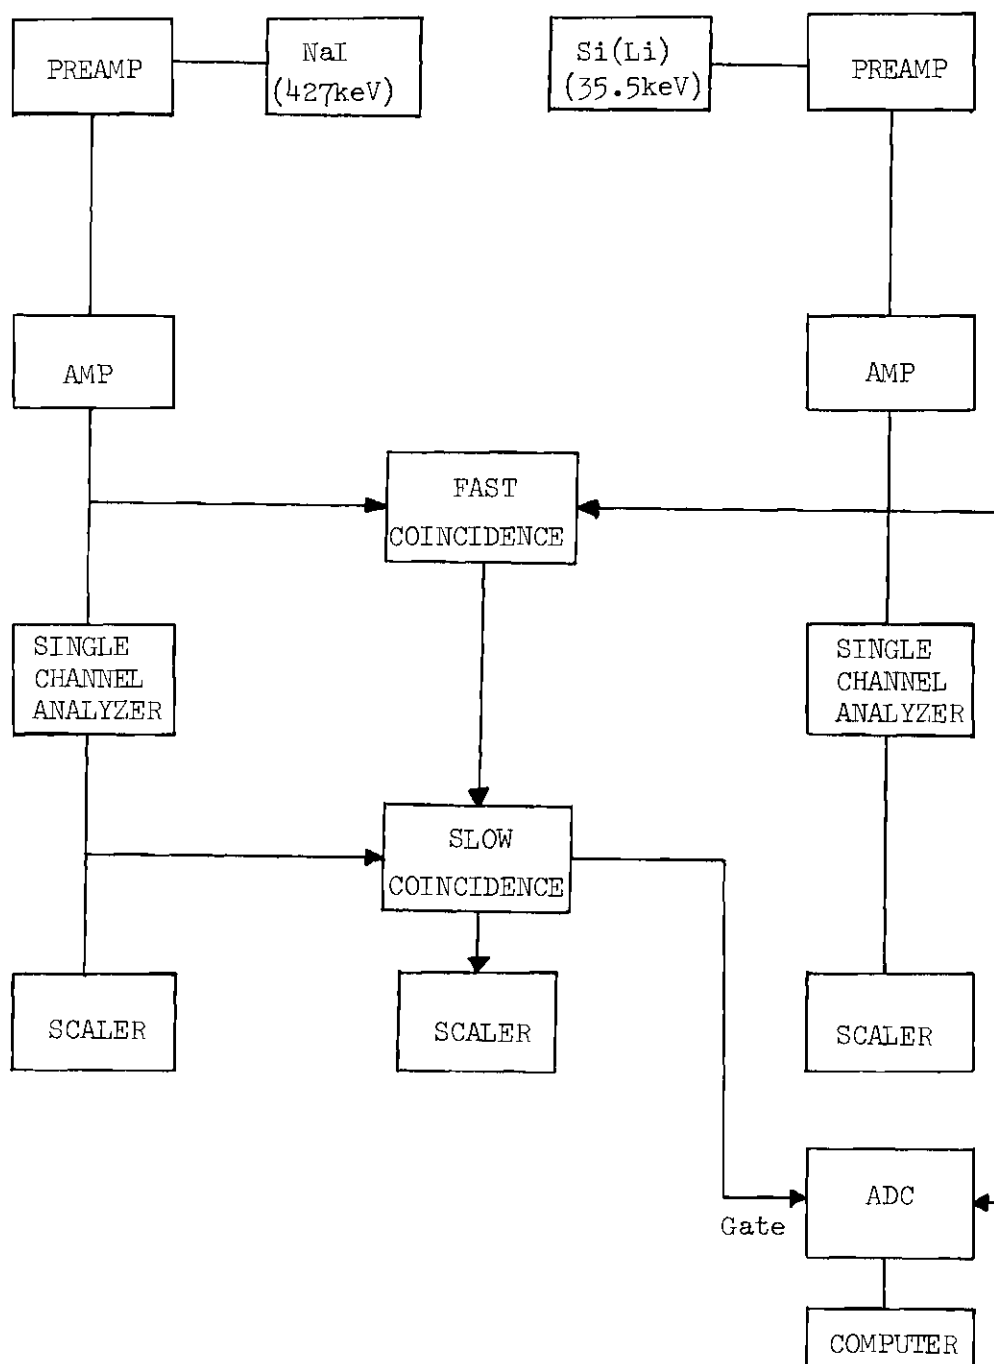 PREAMP
NaI
(427keV)
Si(Li)
(35.5keV)
PREAMP
AMP
AMP
FAST
COINCIDENCE
SINGLE
CHANNEL
ANALYZER
SINGLE
CHANNEL
ANALYZER
SLOW
COINCIDENCE
SCALER
SCALER
SCALER
ADC
Gate
COMPUTER